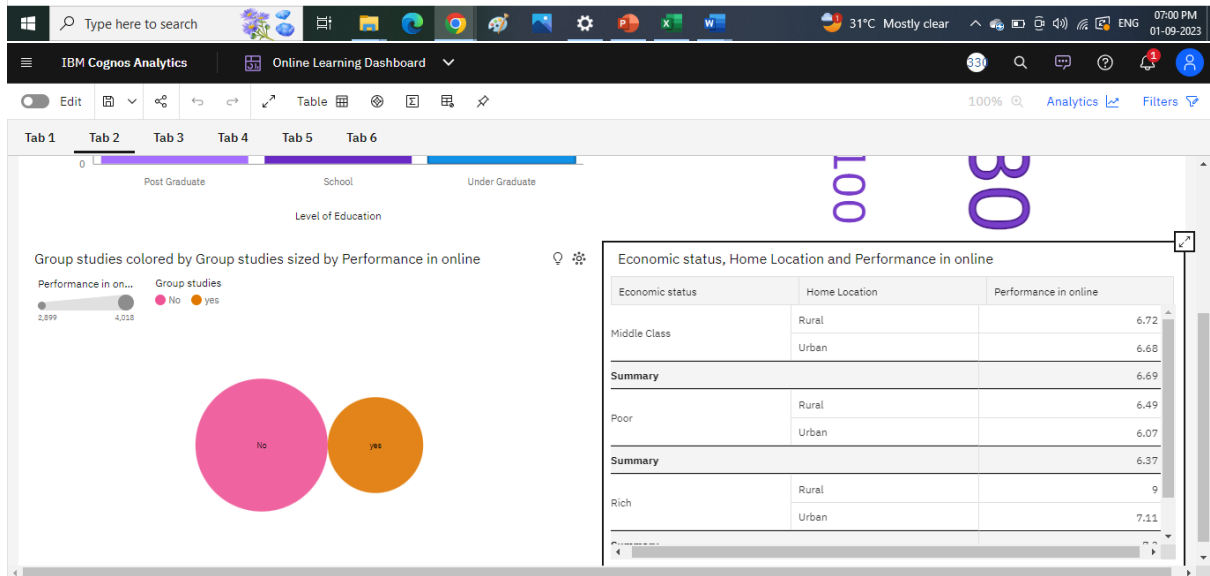 Type here to search
31°C Mostly clear
ENG
07:00 PM
01-09-2023
IBM Cognos Analytics
Online Learning Dashboard
330
1
Edit
Table
100%
Analytics
Filters
Tab 1 Tab 2 Tab 3 Tab 4 Tab 5 Tab 6
0
Post Graduate School Under Graduate
Level of Education
100
80
Group studies colored by Group studies sized by Performance in online
Performance in on...
2,899 4,018
Group studies
No yes
No
yes
Economic status, Home Location and Performance in online
Economic status Home Location Performance in online
Middle Class
Rural 6.72
Urban 6.68
Summary 6.69
Poor
Rural 6.49
Urban 6.07
Summary 6.37
Rich
Rural 9
Urban 7.11